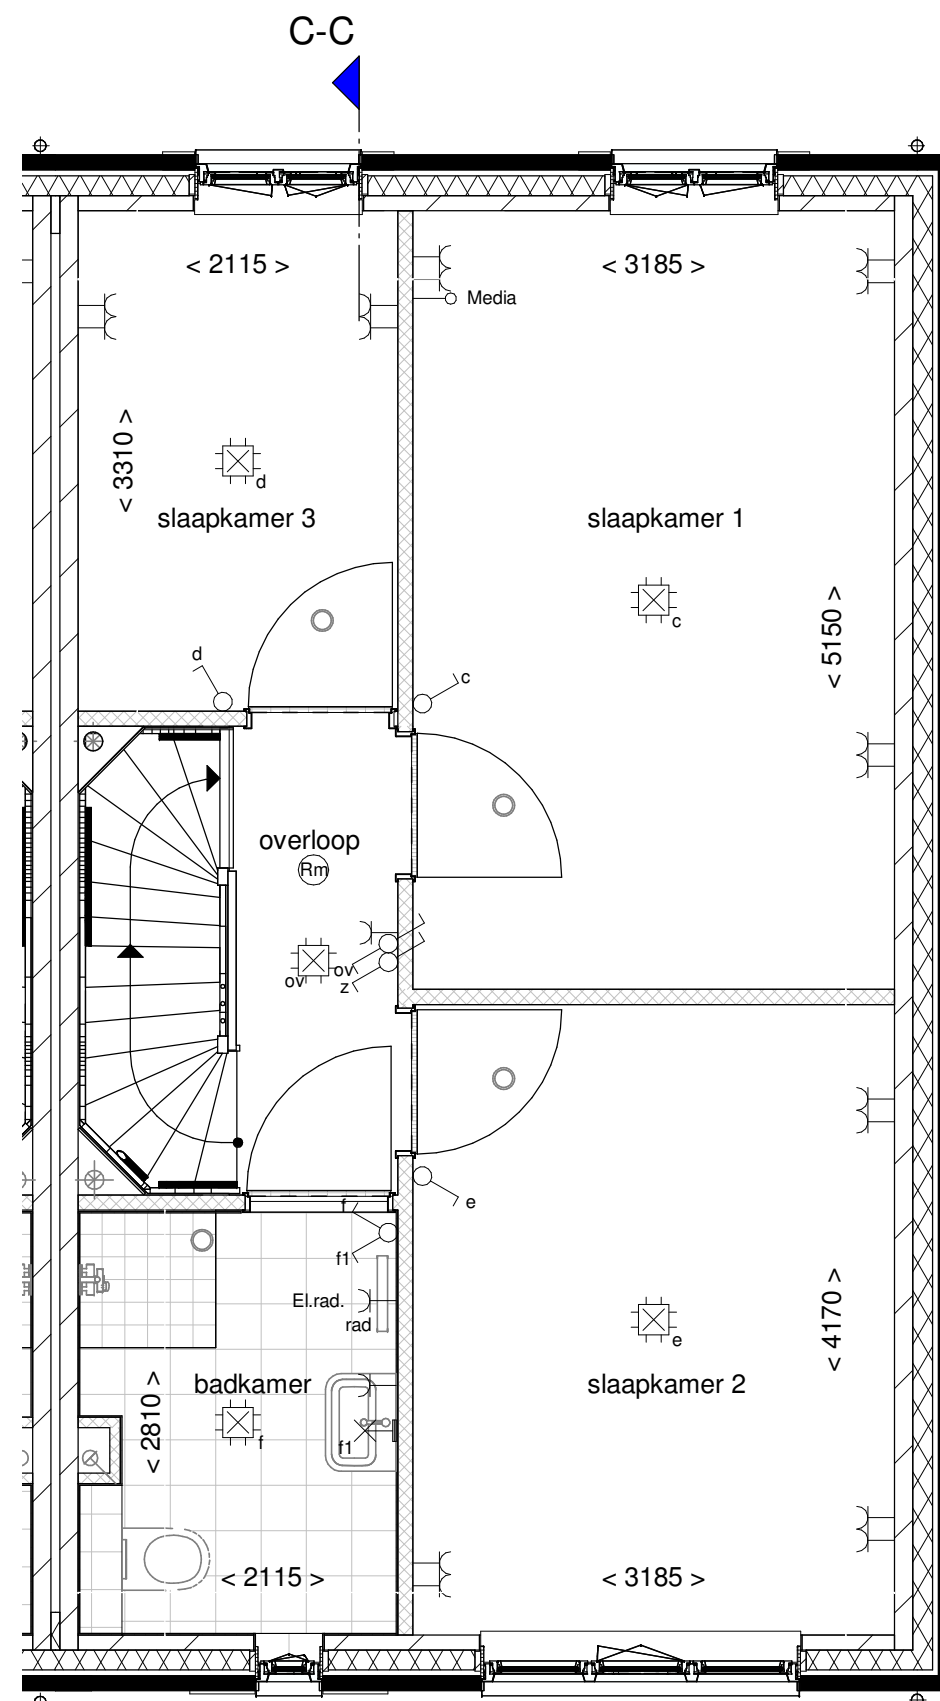 C-C
< 2115 >
< 3185 >
Media
< 3310 >
d
slaapkamer 3
slaapkamer 1
c
< 5150 >
d
c
overloop
Rm
ov
ov
z
e
f
f1
El.rad.
rad
e
< 4170 >
badkamer
slaapkamer 2
< 2810 >
f
f1
< 2115 >
< 3185 >